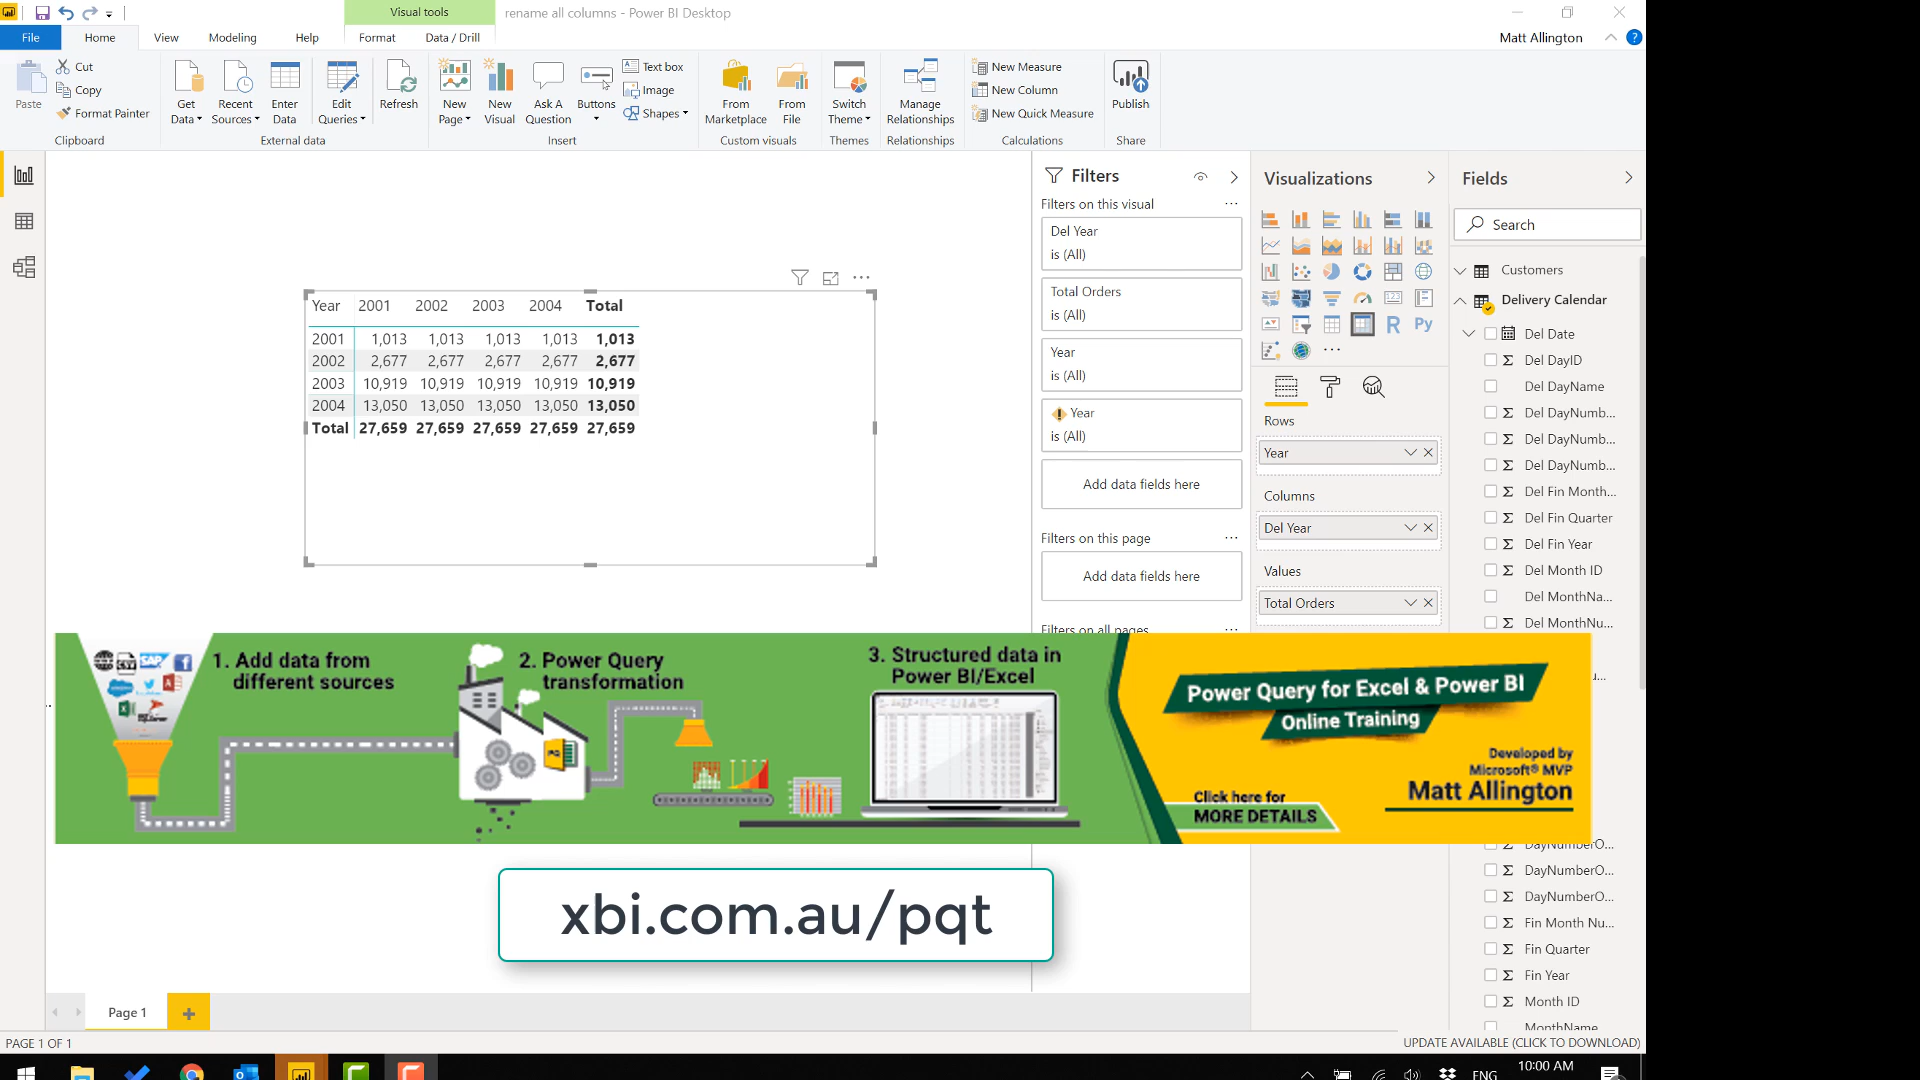 Visual tools
rename all columns - Power BI Desktop
File
Home
View
Modeling
Help
Format
Data / Drill
Matt Allington
Cut
Copy
Format Painter
Paste
Get Data
Recent Sources
Enter Data
Edit Queries
Refresh
New Page
New Visual
Ask A Question
Buttons
Text box
Image
Shapes
From Marketplace
From File
Switch Theme
Manage Relationships
New Measure
New Column
New Quick Measure
Publish
Clipboard
External data
Insert
Custom visuals
Themes
Relationships
Calculations
Share
Year 2001 2002 2003 2004 Total
2001 1,013 1,013 1,013 1,013 1,013
2002 2,677 2,677 2,677 2,677 2,677
2003 10,919 10,919 10,919 10,919 10,919
2004 13,050 13,050 13,050 13,050 13,050
Total 27,659 27,659 27,659 27,659 27,659
Filters
Filters on this visual
Del Year
is (All)
Total Orders
is (All)
Year
is (All)
Year
is (All)
Add data fields here
Filters on this page
Add data fields here
Filters on all pages
Visualizations
R
Py
Rows
Year
Columns
Del Year
Values
Total Orders
Fields
Search
Customers
Delivery Calendar
Del Date
Del DayID
Del DayName
Del DayNumb...
Del DayNumb...
Del DayNumb...
Del Fin Month...
Del Fin Quarter
Del Fin Year
Del Month ID
Del MonthNa...
Del MonthNu...
DayNumberO...
DayNumberO...
DayNumberO...
Fin Month Nu...
Fin Quarter
Fin Year
Month ID
MonthName
1. Add data from
different sources
2. Power Query
transformation
3. Structured data in
Power BI/Excel
Power Query for Excel & Power BI
Online Training
Developed by
Microsoft® MVP
Matt Allington
Click here for
MORE DETAILS
xbi.com.au/pqt
Page 1
PAGE 1 OF 1
UPDATE AVAILABLE (CLICK TO DOWNLOAD)
ENG
10:00 AM